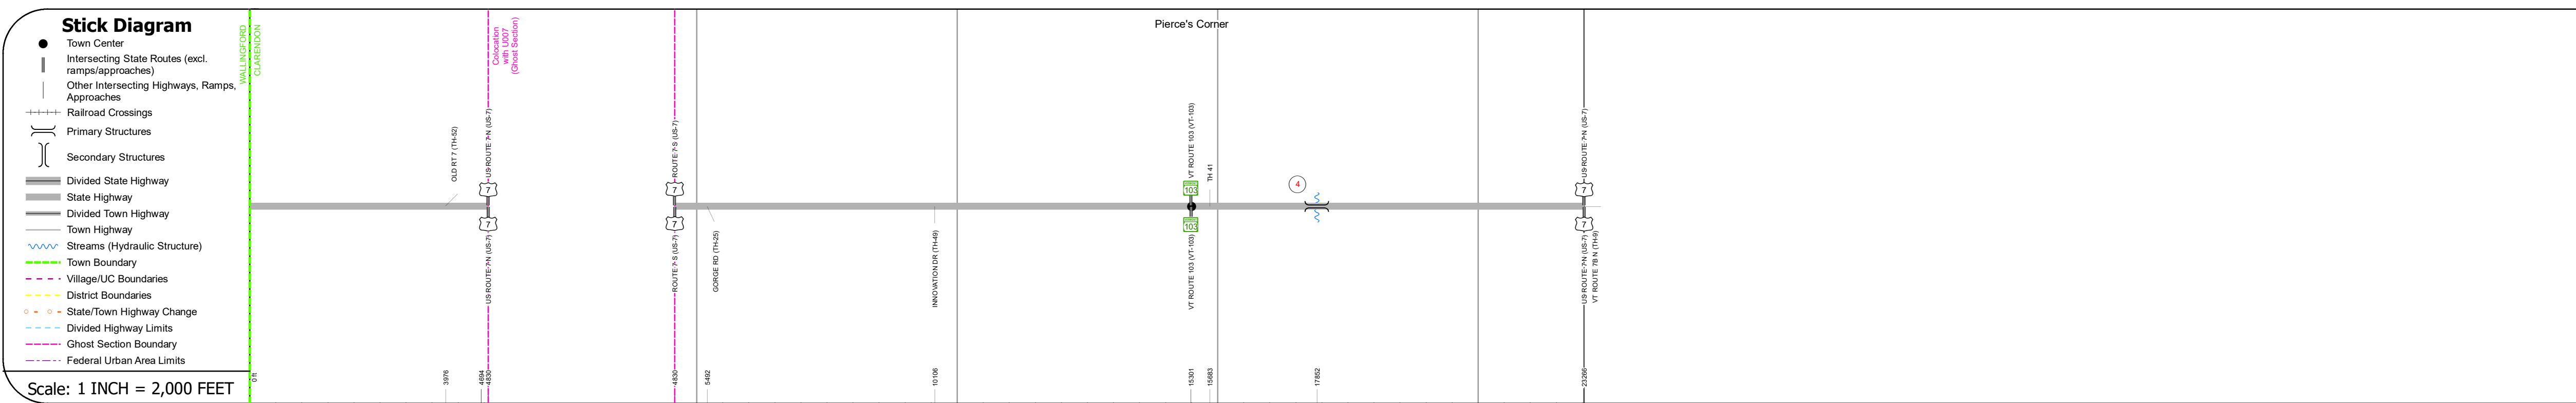 Stick Diagram
Town Center
Intersecting State Routes (excl.
ramps/approaches)
Other Intersecting Highways, Ramps,
Approaches
Railroad Crossings
Primary Structures
Secondary Structures
Divided State Highway
State Highway
Divided Town Highway
Town Highway
Streams (Hydraulic Structure)
Town Boundary
Village/UC Boundaries
District Boundaries
State/Town Highway Change
Divided Highway Limits
Ghost Section Boundary
Federal Urban Area Limits
Scale: 1 INCH = 2,000 FEET
WALLINGFORD
CLARENDON
Colocation
with U007
(Ghost Section)
Pierce's Corner
OLD RT 7 (TH-52)
US ROUTE-7-N (US-7)
7
7
US ROUTE-7-N (US-7)
ROUTE-7-S (US-7)
7
7
ROUTE-7-S (US-7)
GORGE RD (TH-25)
INNOVATION DR (TH-49)
VT ROUTE 103 (VT-103)
103
103
VT ROUTE 103 (VT-103)
TH 41
4
US ROUTE-7-N (US-7)
7
7
US ROUTE-7-N (US-7)
VT ROUTE 7B N (TH-9)
0 ft
3976
4694
4830
4830
5492
10106
15301
15683
17852
23266